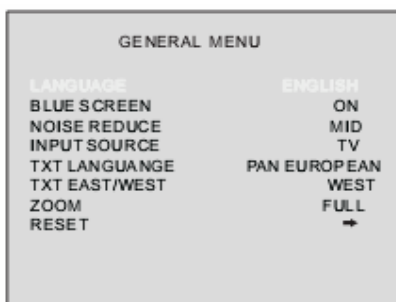 GENERAL MENU
LANGUAGE ENGLISH
BLUE SCREEN ON
NOISE REDUCE MID
INPUT SOURCE TV
TXT LANGUANGE PAN EUROPEAN
TXT EAST/WEST WEST
ZOOM FULL
RESET ➡